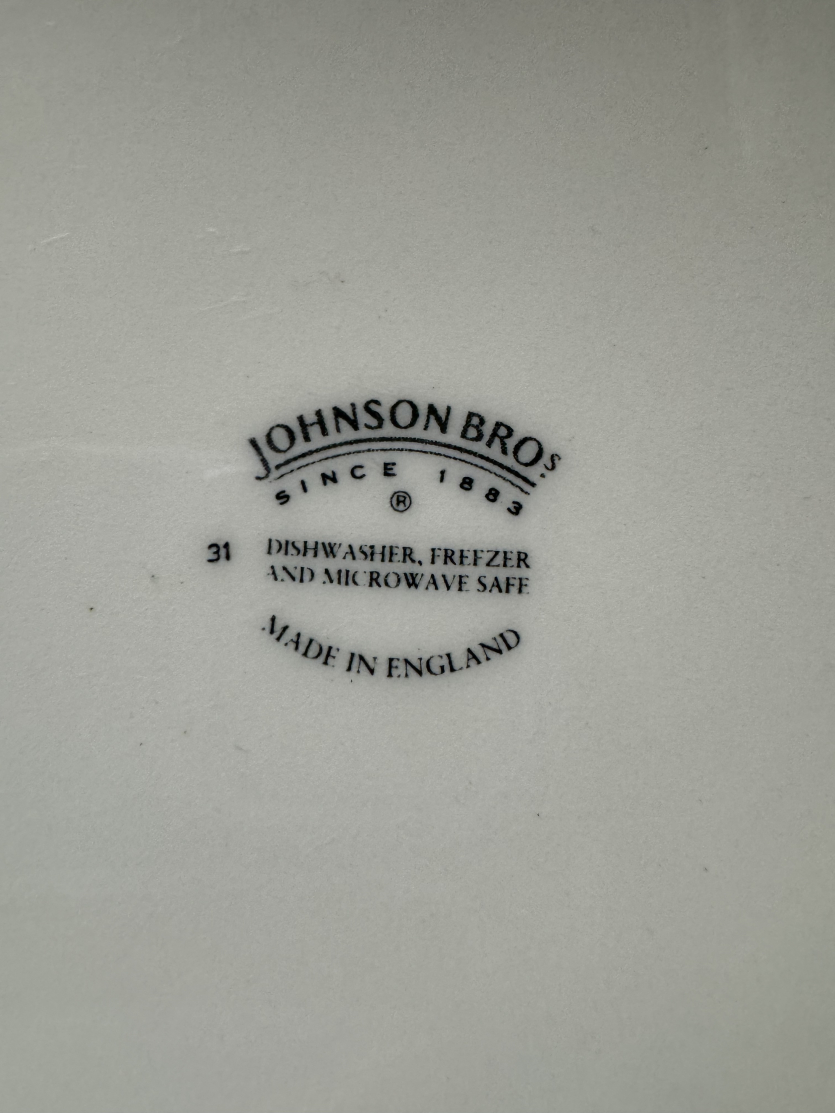 JOHNSON BROS
SINCE 1883
®
31 DISHWASHER, FREEZER
AND MICROWAVE SAFE
MADE IN ENGLAND